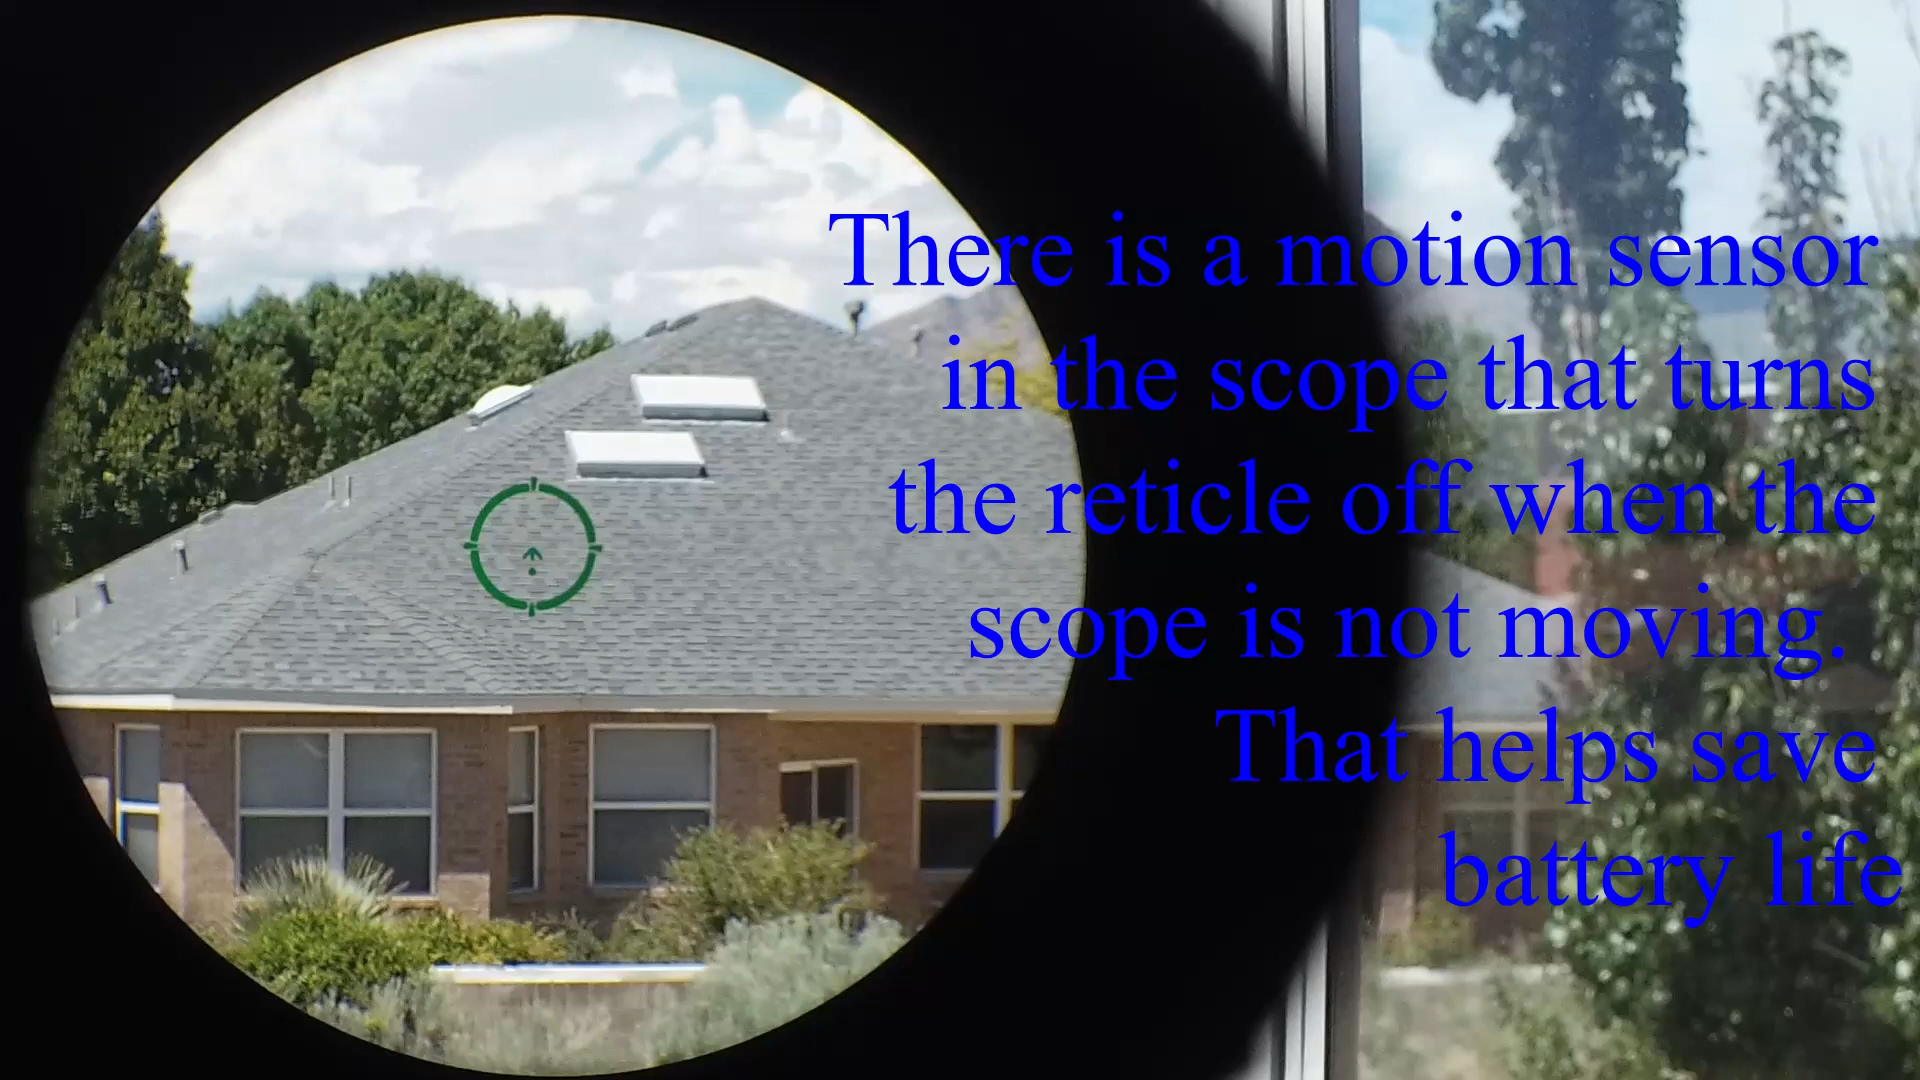 There is a motion sensor
in the scope that turns
the reticle off when the
scope is not moving.
That helps save
battery life